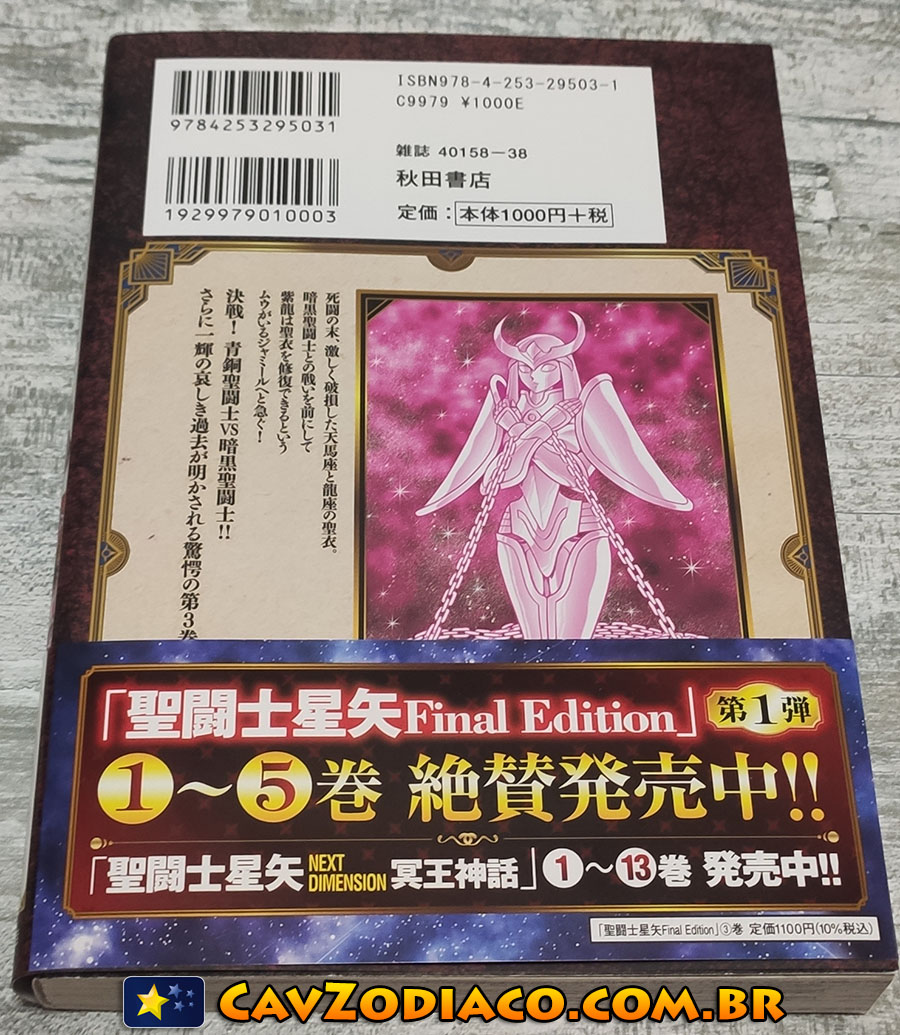 ISBN978-4-253-29503-1
C9979 ¥1000E
9784253295031
雑誌 40158-38
秋田書店
1929979010003
定価：本体1000円+税
死闘の末、激しく破損した天馬座と龍座の聖衣。
暗黒聖闘士との戦いを前にして
紫龍は聖衣を修復できるという
ムウがいるジャミールへと急ぐ！
決戦！青銅聖闘士VS暗黒聖闘士!!
さらに一輝の哀しき過去が明かされる驚愕の第3巻
「聖闘士星矢Final Edition」第1弾
1～5巻 絶賛発売中!!
「聖闘士星矢 NEXT DIMENSION 冥王神話」1～13巻 発売中!!
「聖闘士星矢Final Edition」③巻 定価1100円(10%税込)
CAVZODIACO.COM.BR